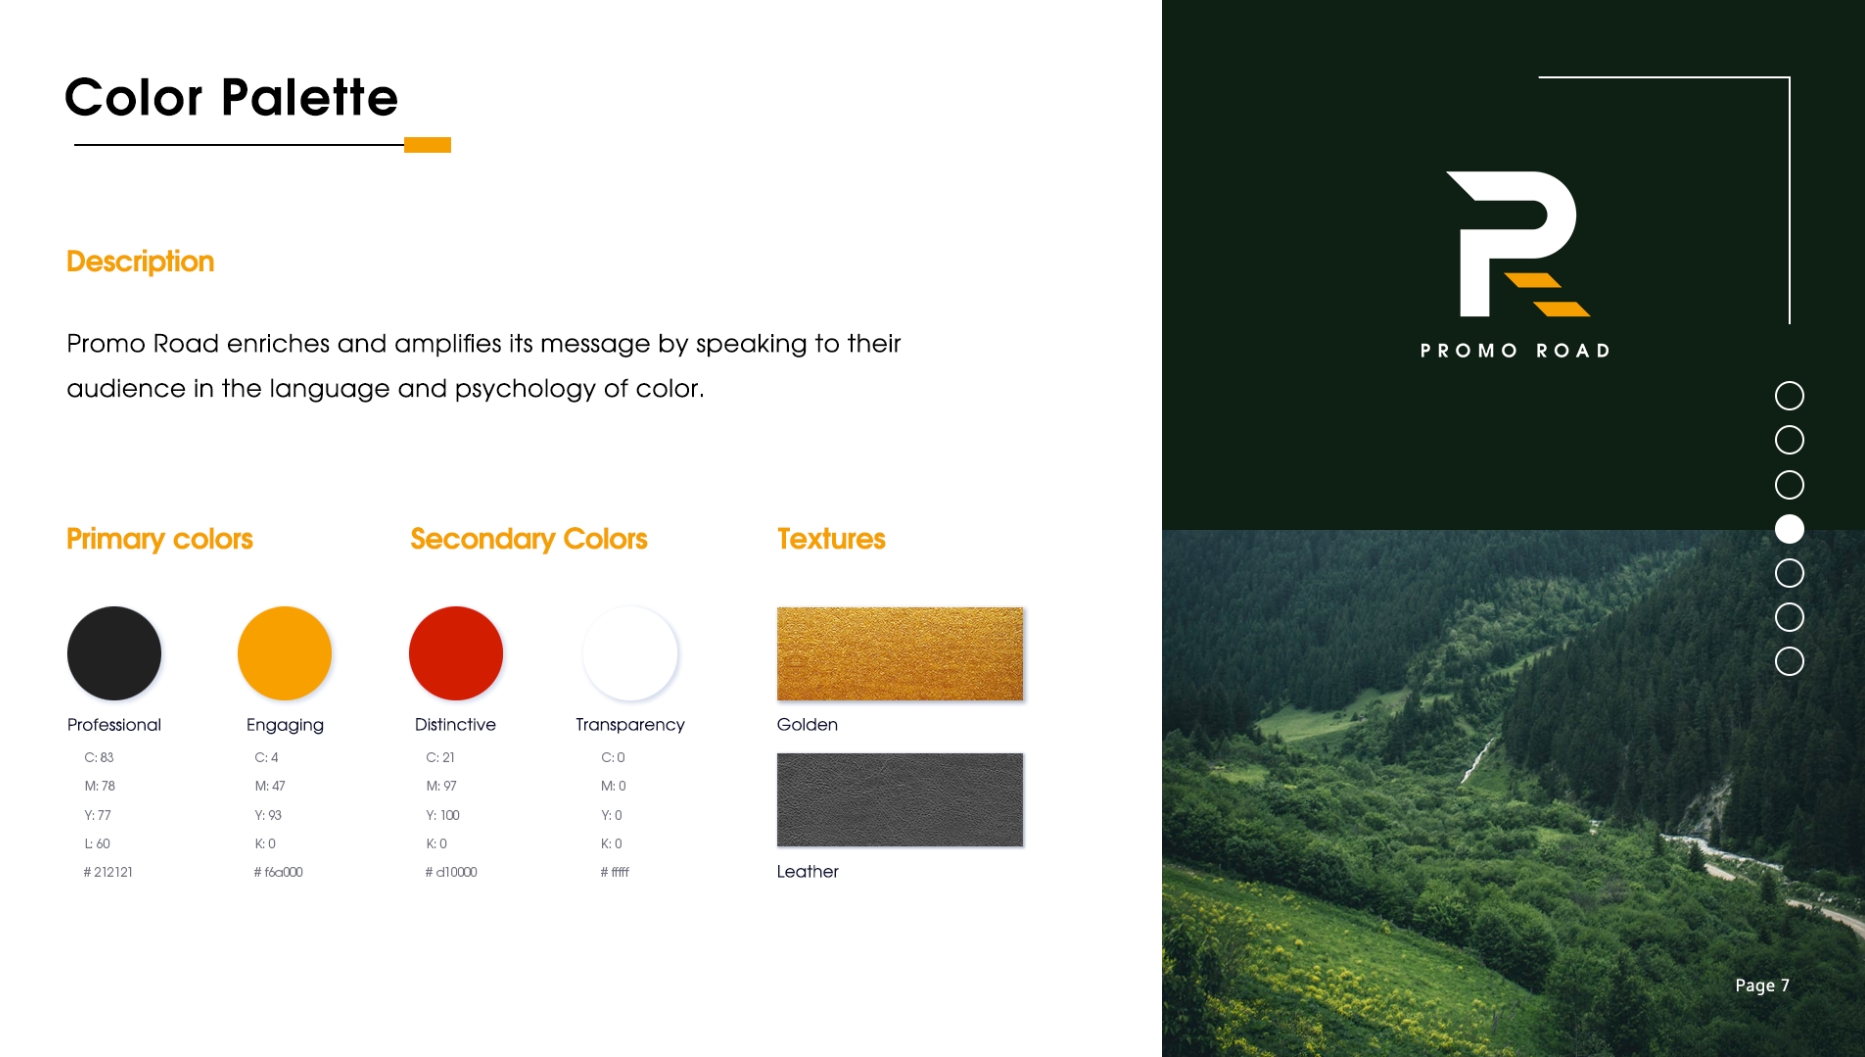 Color Palette
Description
Promo Road enriches and amplifies its message by speaking to their
audience in the language and psychology of color.
Primary colors
Secondary Colors
Textures
Professional
C: 83
M: 78
Y: 77
L: 60
# 212121
Engaging
C: 4
M: 47
Y: 93
K: 0
# f6a000
Distinctive
C: 21
M: 97
Y: 100
K: 0
# d10000
Transparency
C: 0
M: 0
Y: 0
K: 0
# fffff
Golden
Leather
PROMO ROAD
Page 7